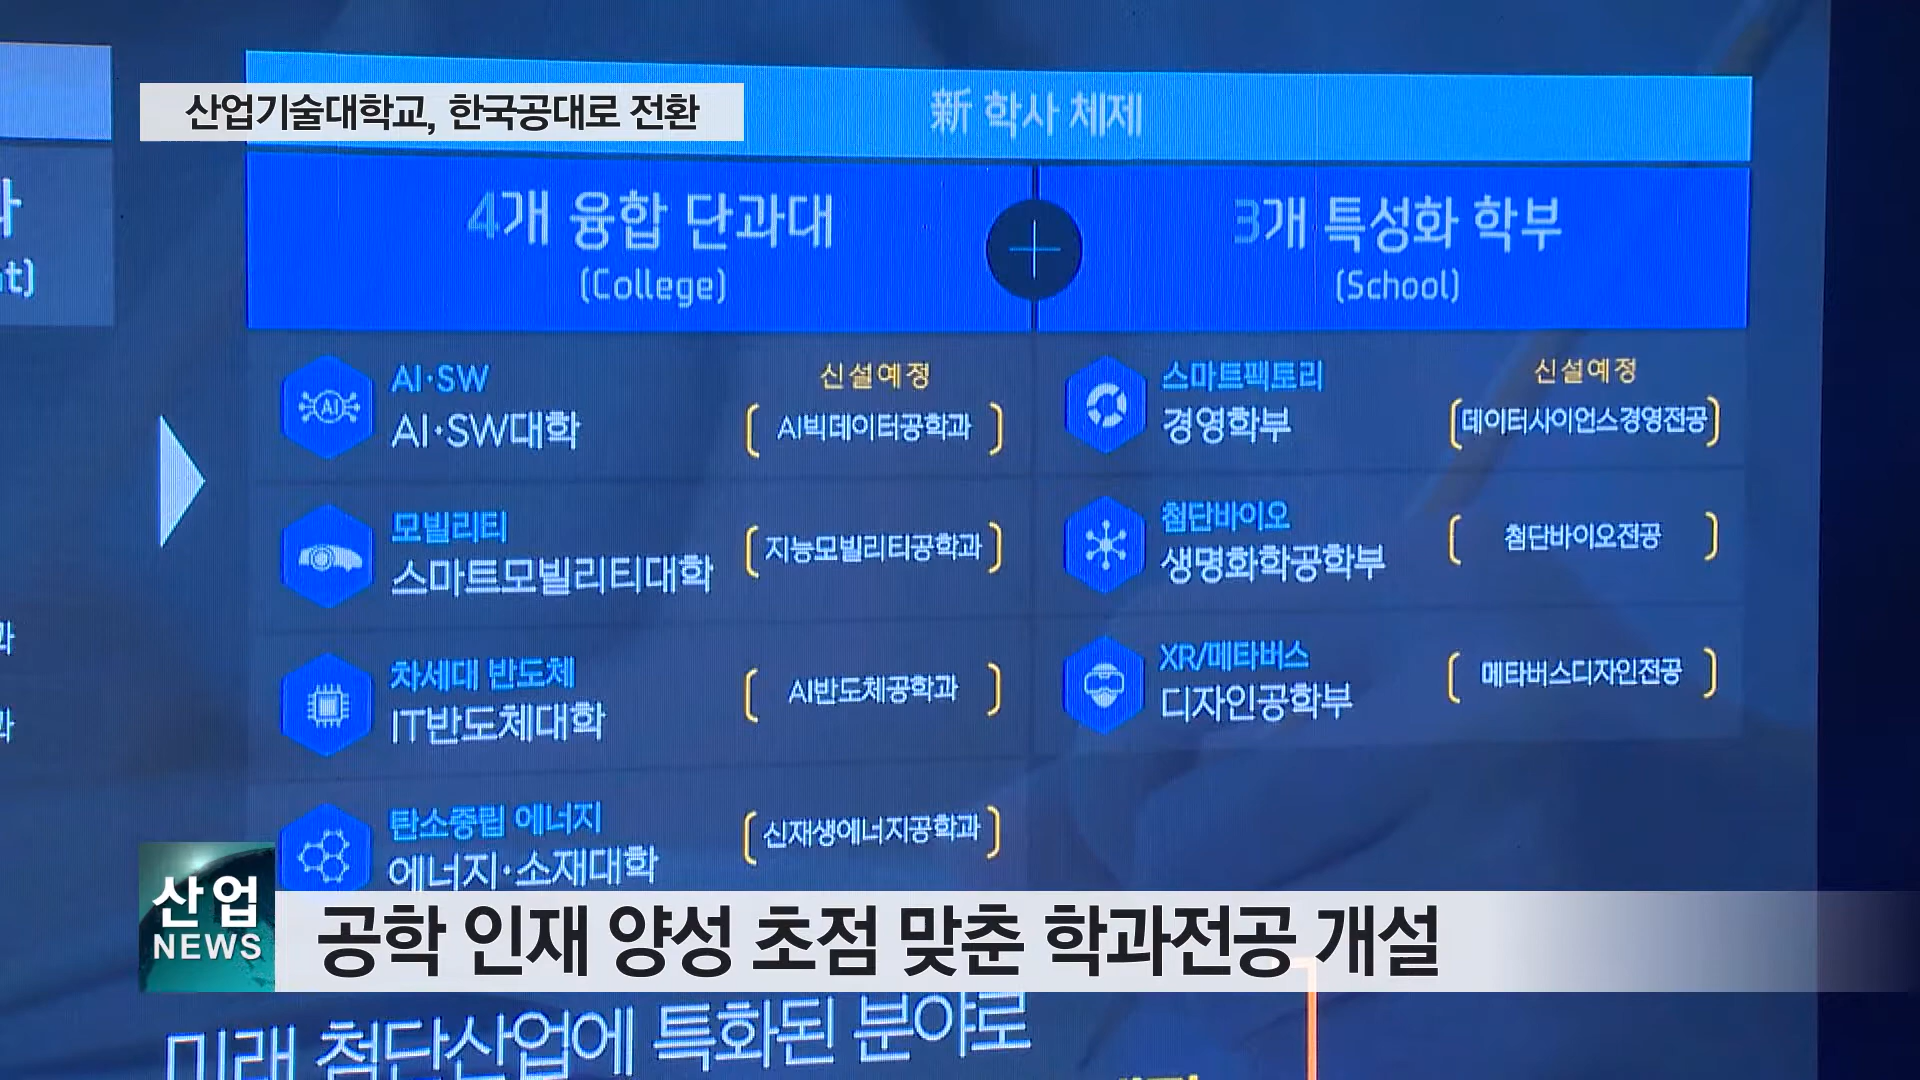 산업기술대학교, 한국공대로 전환
新 학사 체제
4개 융합 단과대
(College)
3개 특성화 학부
(School)
AI·SW
AI·SW대학
신설예정
AI빅데이터공학과
스마트팩토리
경영학부
신설예정
데이터사이언스경영전공
모빌리티
스마트모빌리티대학
지능모빌리티공학과
첨단바이오
생명화학공학부
첨단바이오전공
차세대 반도체
IT반도체대학
AI반도체공학과
XR/메타버스
디자인공학부
메타버스디자인전공
탄소중립 에너지
에너지·소재대학
신재생에너지공학과
산업
NEWS
공학 인재 양성 초점 맞춘 학과전공 개설
미래 첨단산업에 특화된 분야로